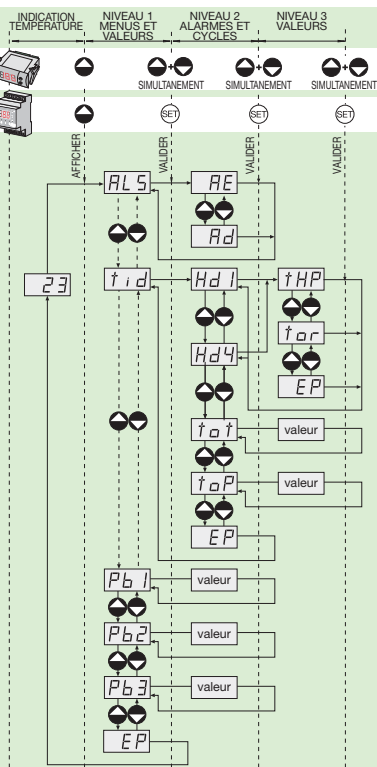 INDICATION TEMPÉRATURE
NIVEAU 1 MENUS ET VALEURS
NIVEAU 2 ALARMES ET CYCLES
NIVEAU 3 VALEURS
SIMULTANEMENT SIMULTANEMENT SIMULTANEMENT
SET SET SET
AFFICHER
VALIDER
VALIDER
VALIDER
ALS AE
Ad
23 tid Hd1 tHP
tor
Hd4
EP
tot valeur
toP valeur
EP
Pb1 valeur
Pb2 valeur
Pb3 valeur
EP